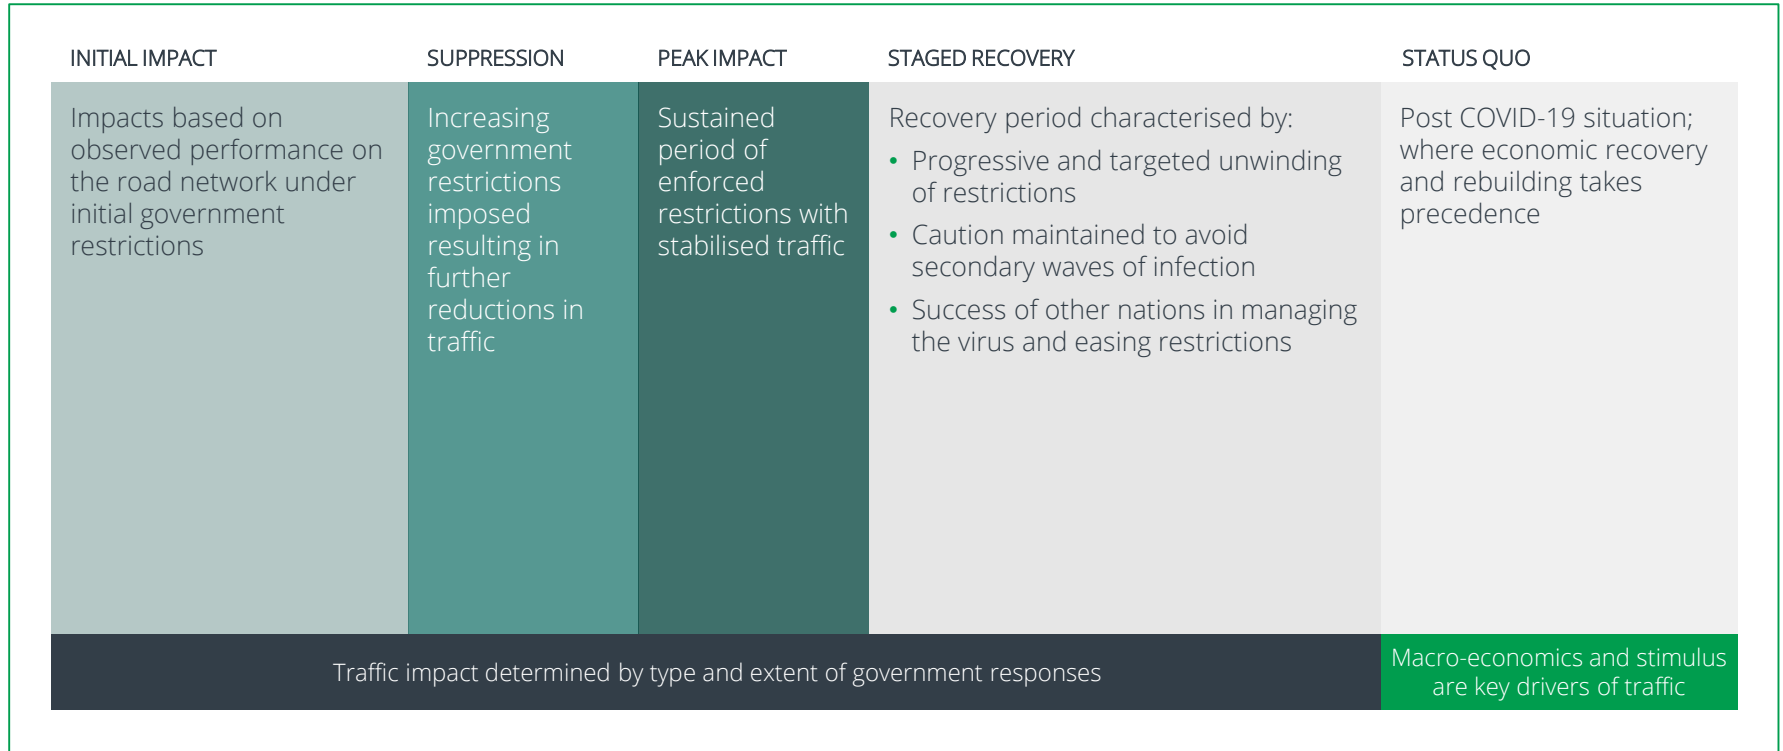 INITIAL IMPACT
Impacts based on
observed performance on
the road network under
initial government
restrictions
SUPPRESSION
Increasing
government
restrictions
imposed
resulting in
further
reductions in
traffic
PEAK IMPACT
Sustained
period of
enforced
restrictions with
stabilised traffic
STAGED RECOVERY
Recovery period characterised by:
• Progressive and targeted unwinding
of restrictions
• Caution maintained to avoid
secondary waves of infection
• Success of other nations in managing
the virus and easing restrictions
STATUS QUO
Post COVID-19 situation;
where economic recovery
and rebuilding takes
precedence
Traffic impact determined by type and extent of government responses
Macro-economics and stimulus
are key drivers of traffic